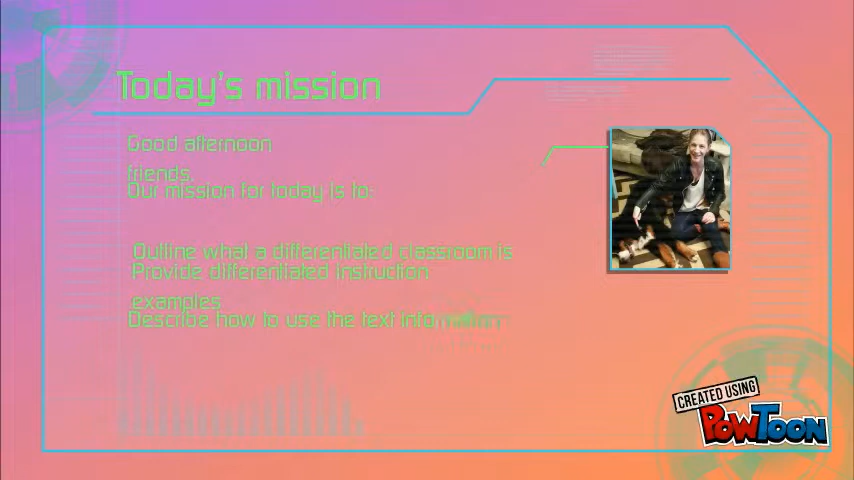 Today's mission
Good afternoon
friends,
Our mission for today is to:
Outline what a differentiated classroom is
Provide differentiated instruction
examples
Describe how to use the text
CREATED USING
POWTOON